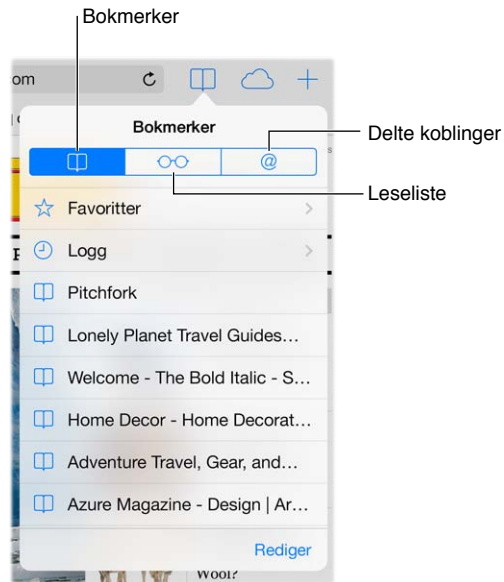 Bokmerker
om
Bokmerker
@
Delte koblinger
Leseliste
Favoritter
Logg
Pitchfork
Lonely Planet Travel Guides…
Welcome - The Bold Italic - S…
Home Decor - Home Decorat…
Adventure Travel, Gear, and…
Azure Magazine - Design | Ar…
Rediger
Wool?